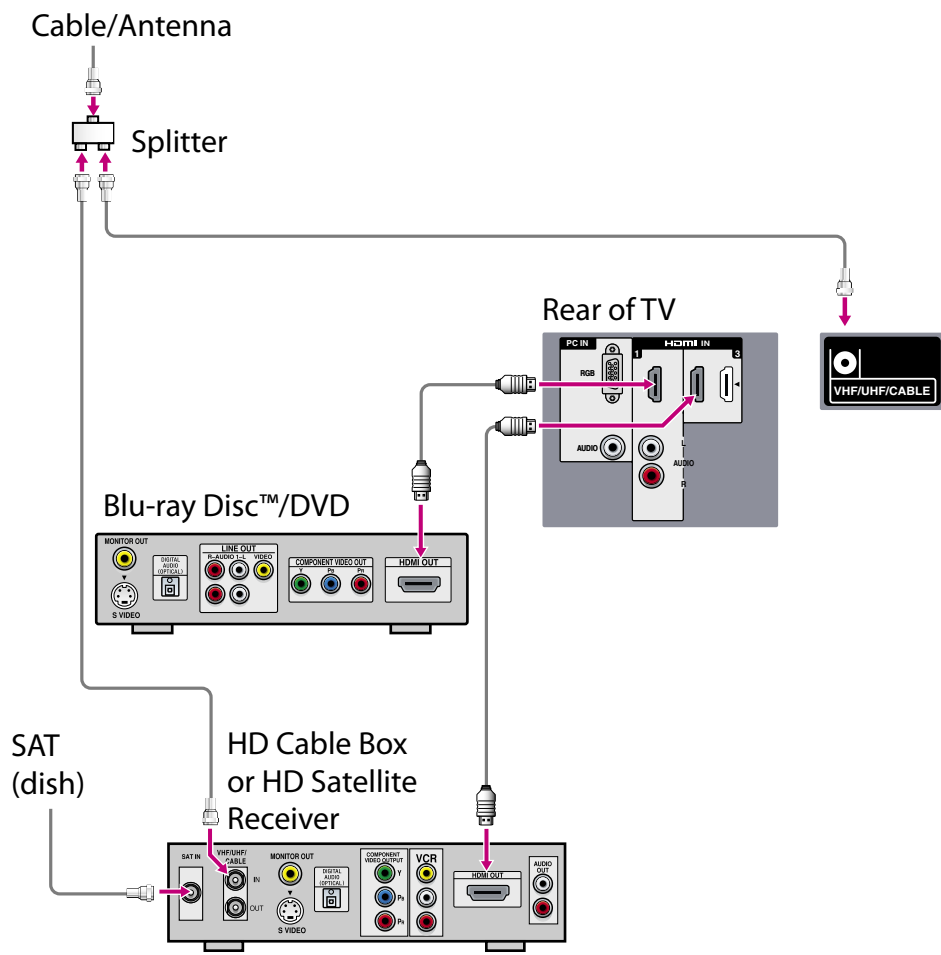 Cable/Antenna
Splitter
Rear of TV
PC IN
HDMI IN
1
3
RGB
VHF/UHF/CABLE
AUDIO
L
AUDIO
R
Blu-ray Disc™/DVD
MONITOR OUT
S VIDEO
DIGITAL
AUDIO
(OPTICAL)
LINE OUT
R–AUDIO 1–L VIDEO
COMPONENT VIDEO OUT
Y PB PR
HDMI OUT
SAT
(dish)
HD Cable Box
or HD Satellite
Receiver
SAT IN
VHF/UHF/
CABLE
IN
OUT
MONITOR OUT
S VIDEO
DIGITAL
AUDIO
(OPTICAL)
COMPONENT
VIDEO OUTPUT
Y
PB
PR
VCR
HDMI OUT
AUDIO
OUT